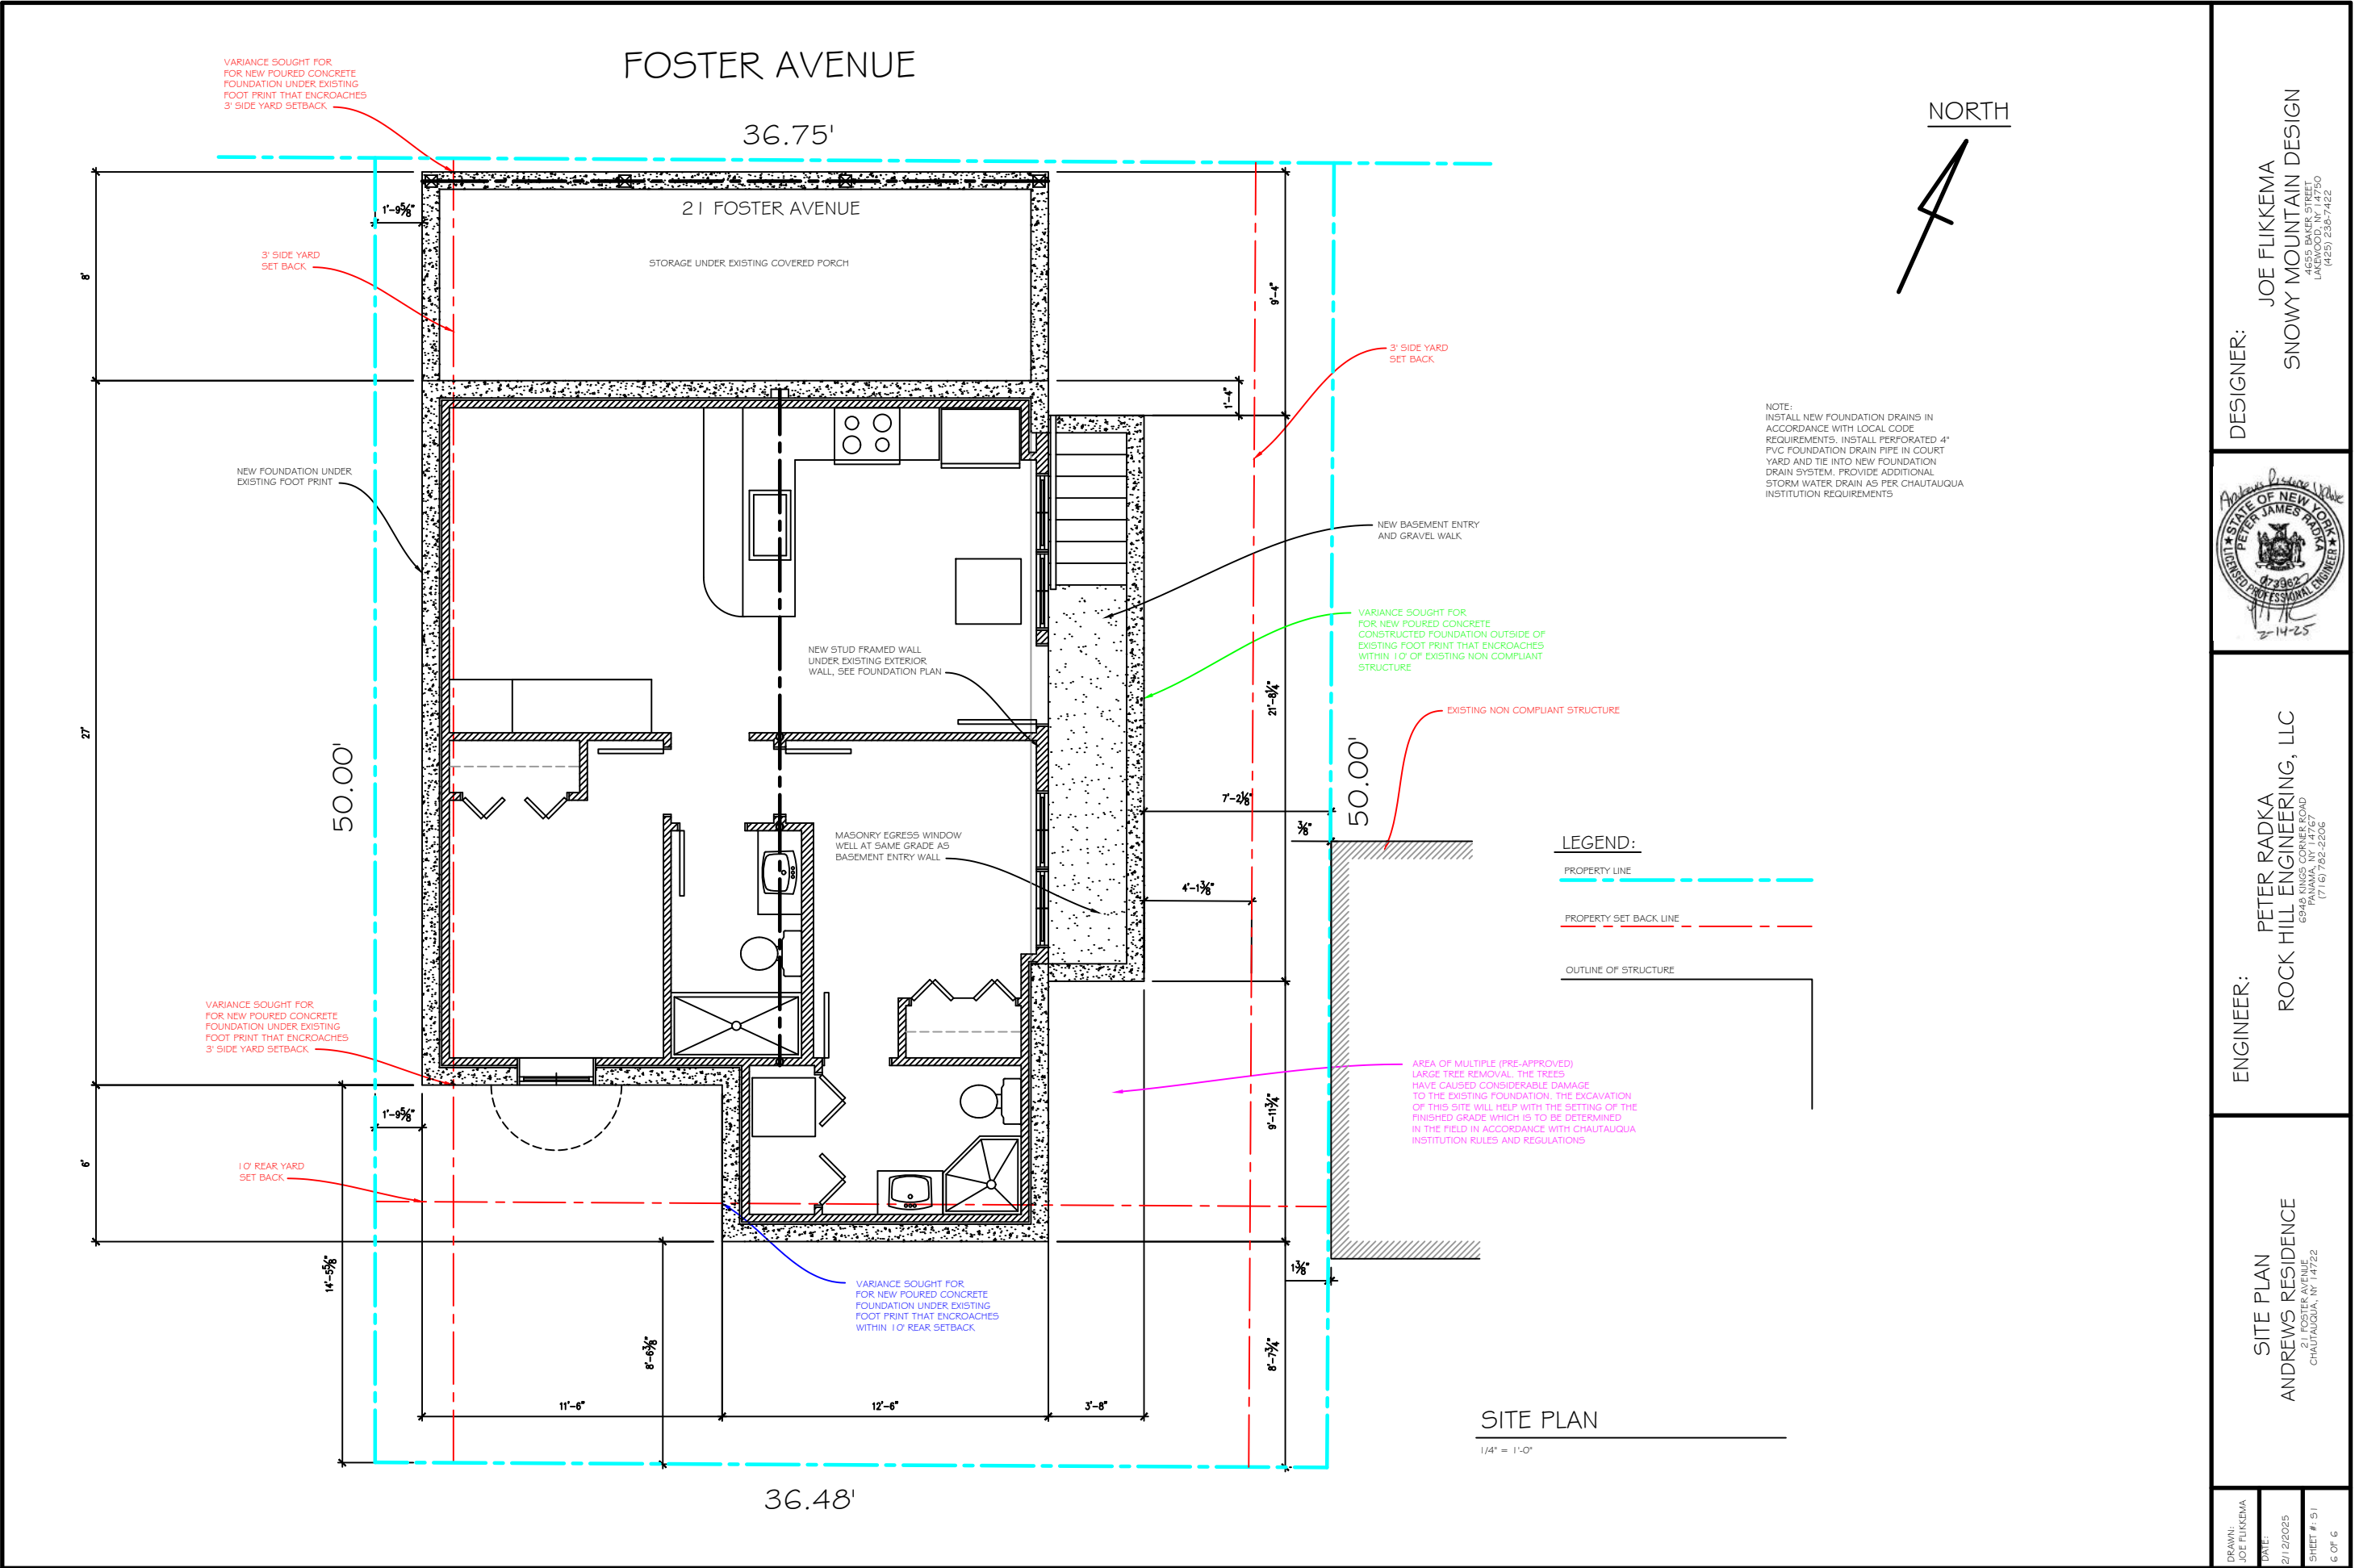 FOSTER AVENUE
36.75'
VARIANCE SOUGHT FOR
FOR NEW POURED CONCRETE
FOUNDATION UNDER EXISTING
FOOT PRINT THAT ENCROACHES
3' SIDE YARD SETBACK
NORTH
1'-9⅝"
21 FOSTER AVENUE
STORAGE UNDER EXISTING COVERED PORCH
3' SIDE YARD
SET BACK
8'
9'-4"
3' SIDE YARD
SET BACK
1'-4"
NOTE:
INSTALL NEW FOUNDATION DRAINS IN
ACCORDANCE WITH LOCAL CODE
REQUIREMENTS. INSTALL PERFORATED 4"
PVC FOUNDATION DRAIN PIPE IN COURT
YARD AND TIE INTO NEW FOUNDATION
DRAIN SYSTEM. PROVIDE ADDITIONAL
STORM WATER DRAIN AS PER CHAUTAUQUA
INSTITUTION REQUIREMENTS
NEW FOUNDATION UNDER
EXISTING FOOT PRINT
NEW BASEMENT ENTRY
AND GRAVEL WALK
VARIANCE SOUGHT FOR
FOR NEW POURED CONCRETE
CONSTRUCTED FOUNDATION OUTSIDE OF
EXISTING FOOT PRINT THAT ENCROACHES
WITHIN 10' OF EXISTING NON COMPLIANT
STRUCTURE
NEW STUD FRAMED WALL
UNDER EXISTING EXTERIOR
WALL, SEE FOUNDATION PLAN
21'-8¼"
EXISTING NON COMPLIANT STRUCTURE
27'
50.00'
50.00'
7'-2⅛"
⅜"
MASONRY EGRESS WINDOW
WELL AT SAME GRADE AS
BASEMENT ENTRY WALL
4'-1⅜"
LEGEND:
PROPERTY LINE
PROPERTY SET BACK LINE
OUTLINE OF STRUCTURE
VARIANCE SOUGHT FOR
FOR NEW POURED CONCRETE
FOUNDATION UNDER EXISTING
FOOT PRINT THAT ENCROACHES
3' SIDE YARD SETBACK
AREA OF MULTIPLE (PRE-APPROVED)
LARGE TREE REMOVAL. THE TREES
HAVE CAUSED CONSIDERABLE DAMAGE
TO THE EXISTING FOUNDATION. THE EXCAVATION
OF THIS SITE WILL HELP WITH THE SETTING OF THE
FINISHED GRADE WHICH IS TO BE DETERMINED
IN THE FIELD IN ACCORDANCE WITH CHAUTAUQUA
INSTITUTION RULES AND REGULATIONS
1'-9⅝"
9'-11¾"
6'
10' REAR YARD
SET BACK
14'-5⅝"
1⅜"
VARIANCE SOUGHT FOR
FOR NEW POURED CONCRETE
FOUNDATION UNDER EXISTING
FOOT PRINT THAT ENCROACHES
WITHIN 10' REAR SETBACK
8'-6⅜"
8'-7¾"
11'-6"
12'-6"
3'-8"
36.48'
SITE PLAN
1/4" = 1'-0"
DESIGNER:
JOE FLIKKEMA
SNOWY MOUNTAIN DESIGN
4655 BAKER STREET
LAKEWOOD, NY 14750
(425) 238-7422
STATE OF NEW YORK
PETER JAMES RADKA
073962
LICENSED PROFESSIONAL ENGINEER
2-14-25
ENGINEER:
PETER RADKA
ROCK HILL ENGINEERING, LLC
6948 KINGS CORNER ROAD
PANAMA, NY 14767
(716) 782-2206
SITE PLAN
ANDREWS RESIDENCE
21 FOSTER AVENUE
CHAUTAUQUA, NY 14722
DRAWN:
JOE FLIKKEMA
DATE:
2/12/2025
SHEET #: S1
6 OF 6